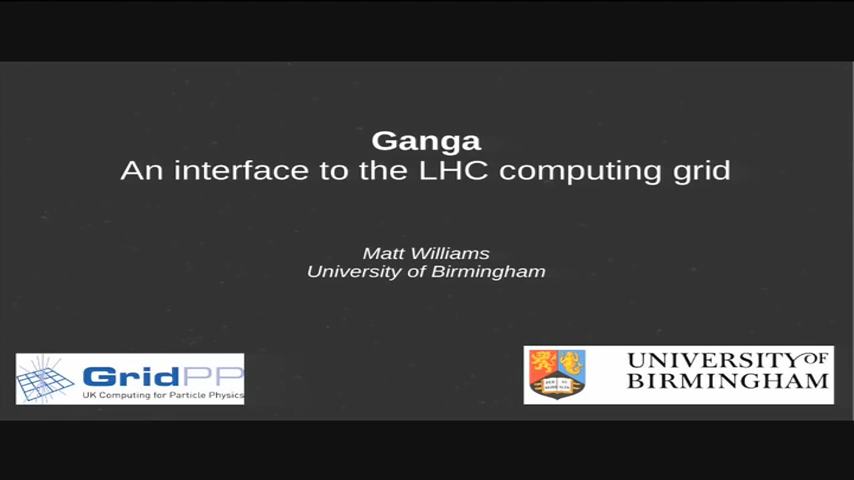 Ganga
An interface to the LHC computing grid
Matt Williams
University of Birmingham
GridPP
UK Computing for Particle Physics
UNIVERSITY OF
BIRMINGHAM